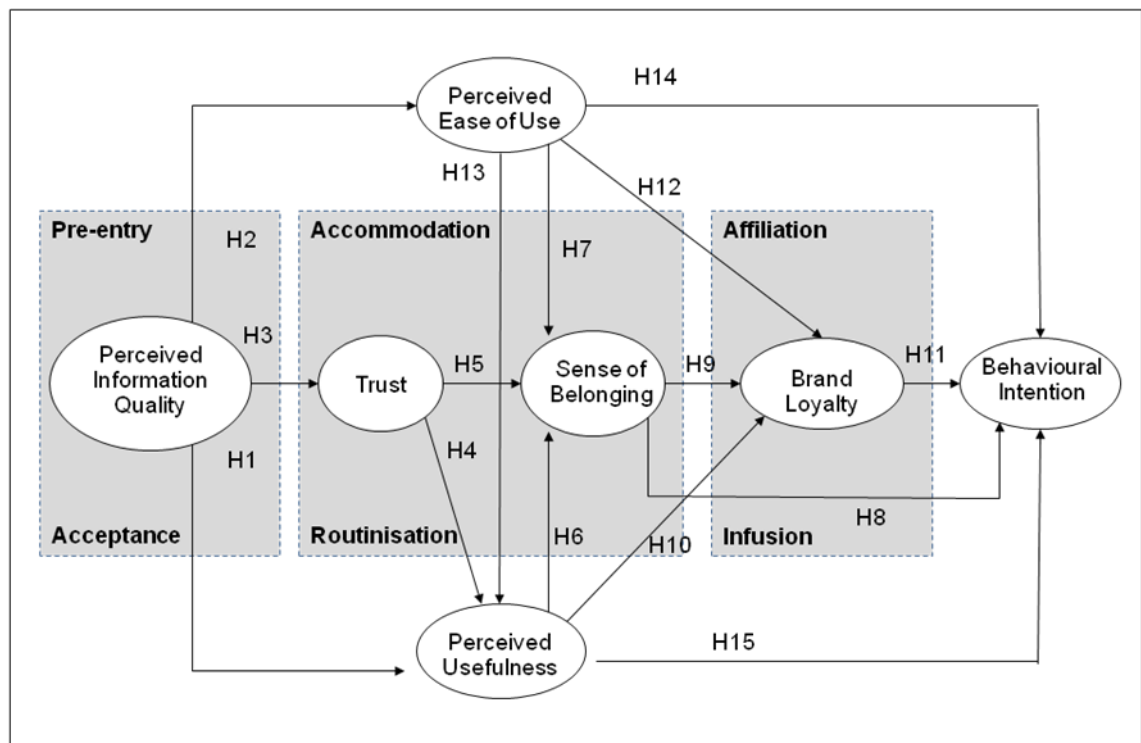 H14
Perceived
Ease of Use
H13
H12
Pre-entry
Accommodation
Affiliation
H2
H7
H3
H5
H9
H11
Perceived
Information
Quality
Trust
Sense of
Belonging
Brand
Loyalty
Behavioural
Intention
H1
H4
H8
Acceptance
Routinisation
H6
H10
Infusion
Perceived
Usefulness
H15